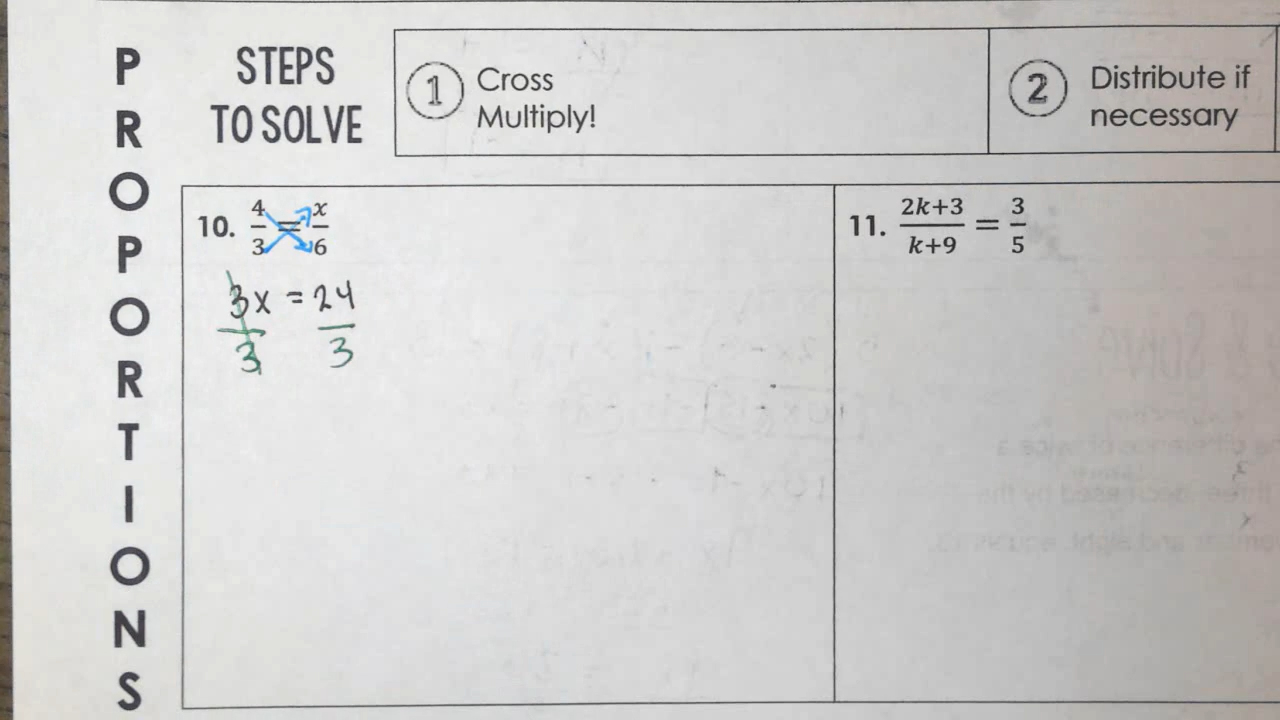 PROPORTIONS
STEPS
TO SOLVE
1 Cross
Multiply!
2 Distribute if
necessary
10. 4/3 = x/6
3x = 24
3 3
11. 2k+3/k+9 = 3/5